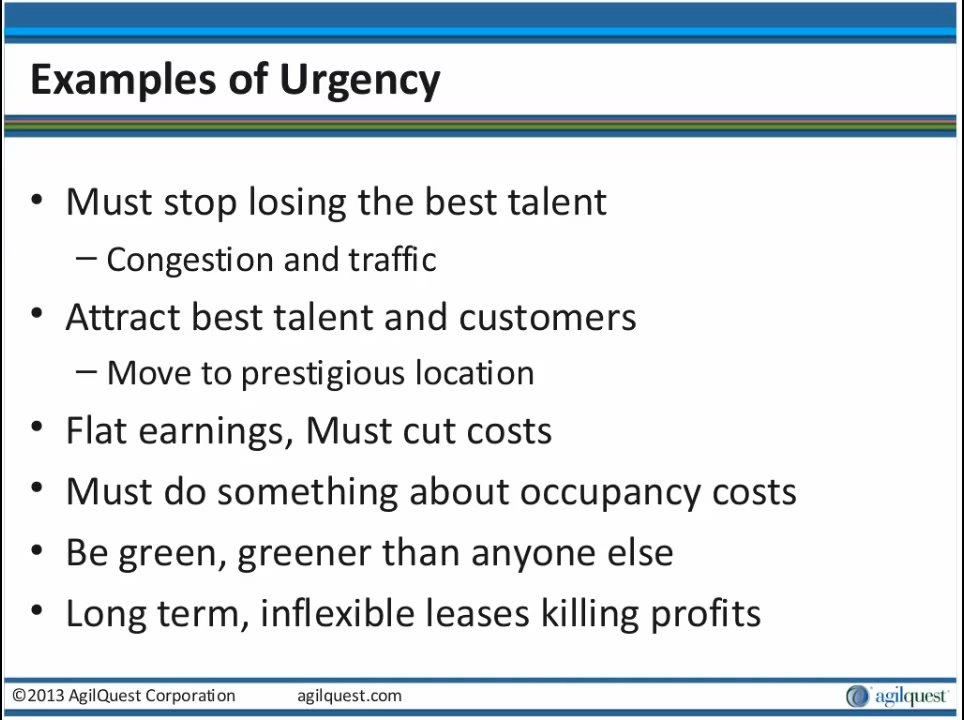 Examples of Urgency
• Must stop losing the best talent
– Congestion and traffic
• Attract best talent and customers
– Move to prestigious location
• Flat earnings, Must cut costs
• Must do something about occupancy costs
• Be green, greener than anyone else
• Long term, inflexible leases killing profits
©2013 AgilQuest Corporation agilquest.com agilquest